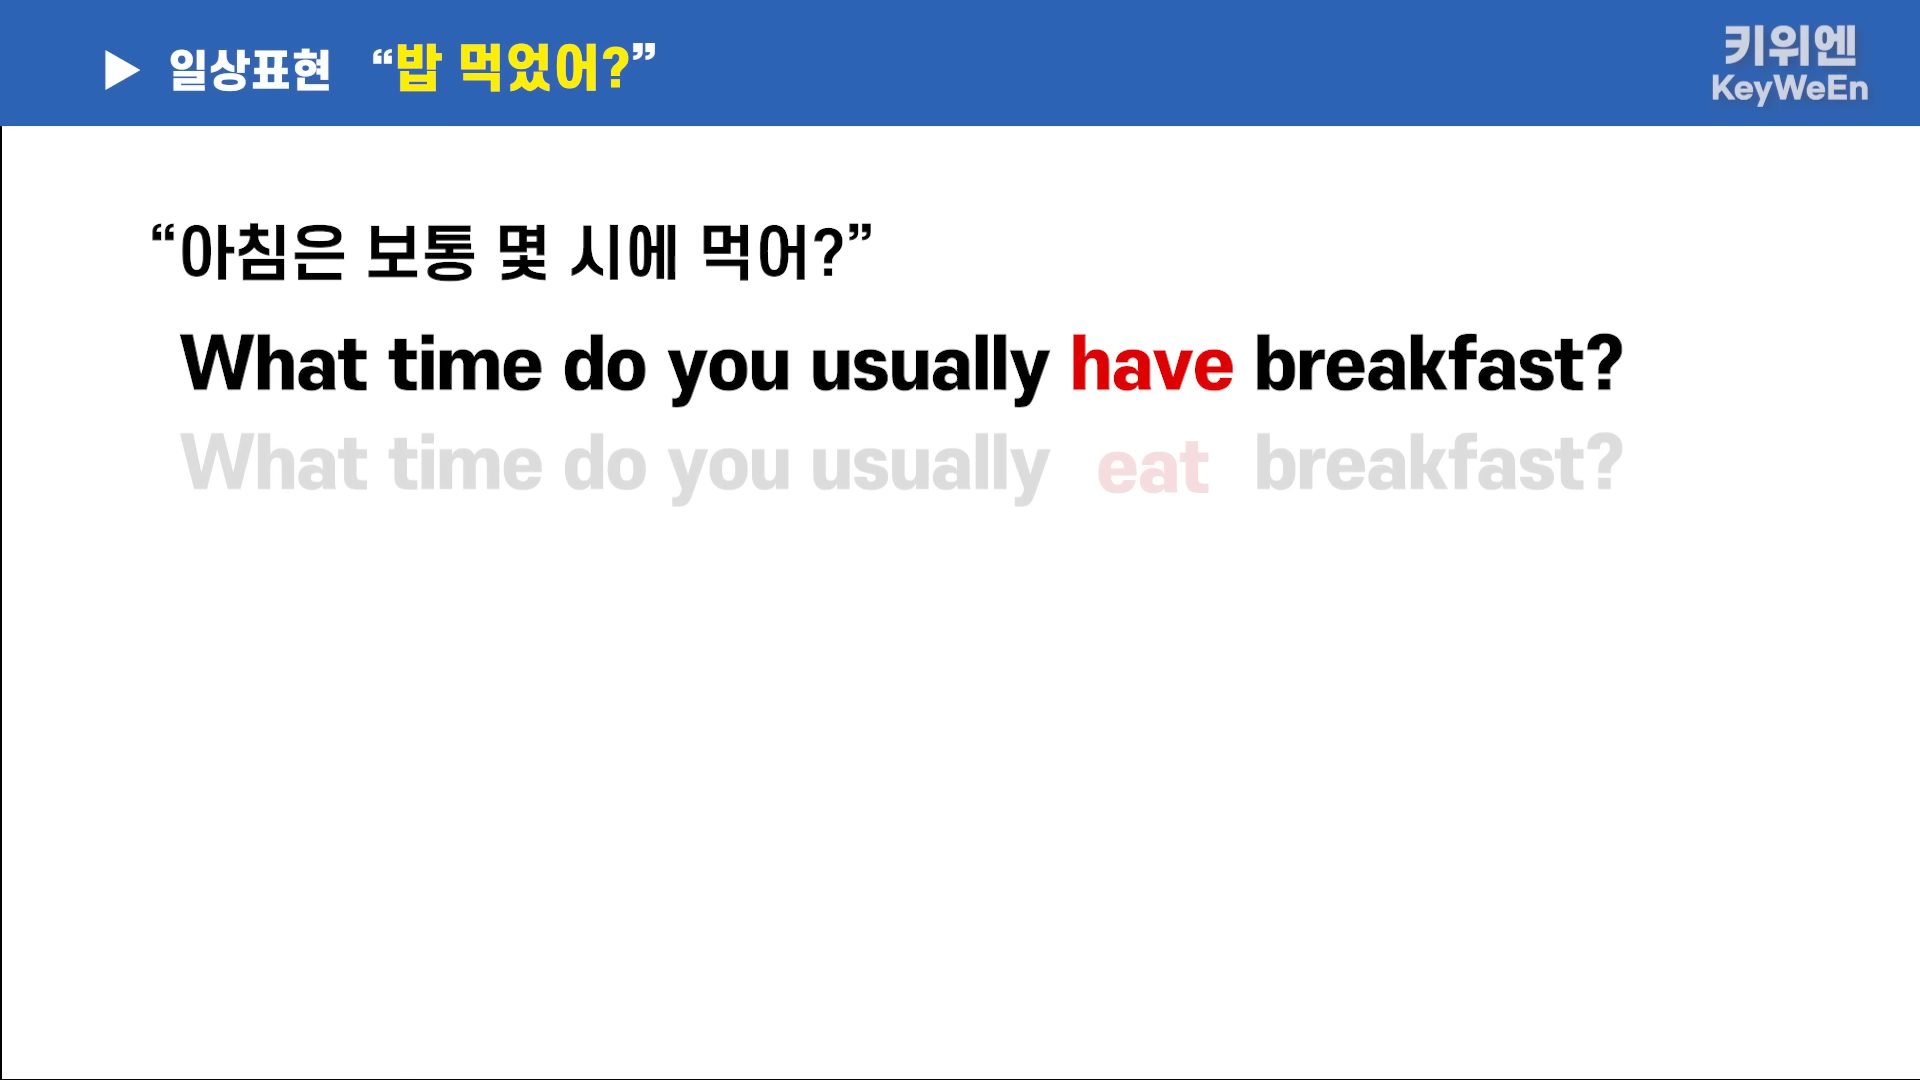 ▶ 일상표현 “밥 먹었어?”
키위엔
KeyWeEn
“아침은 보통 몇 시에 먹어?”
What time do you usually have breakfast?
What time do you usually eat breakfast?